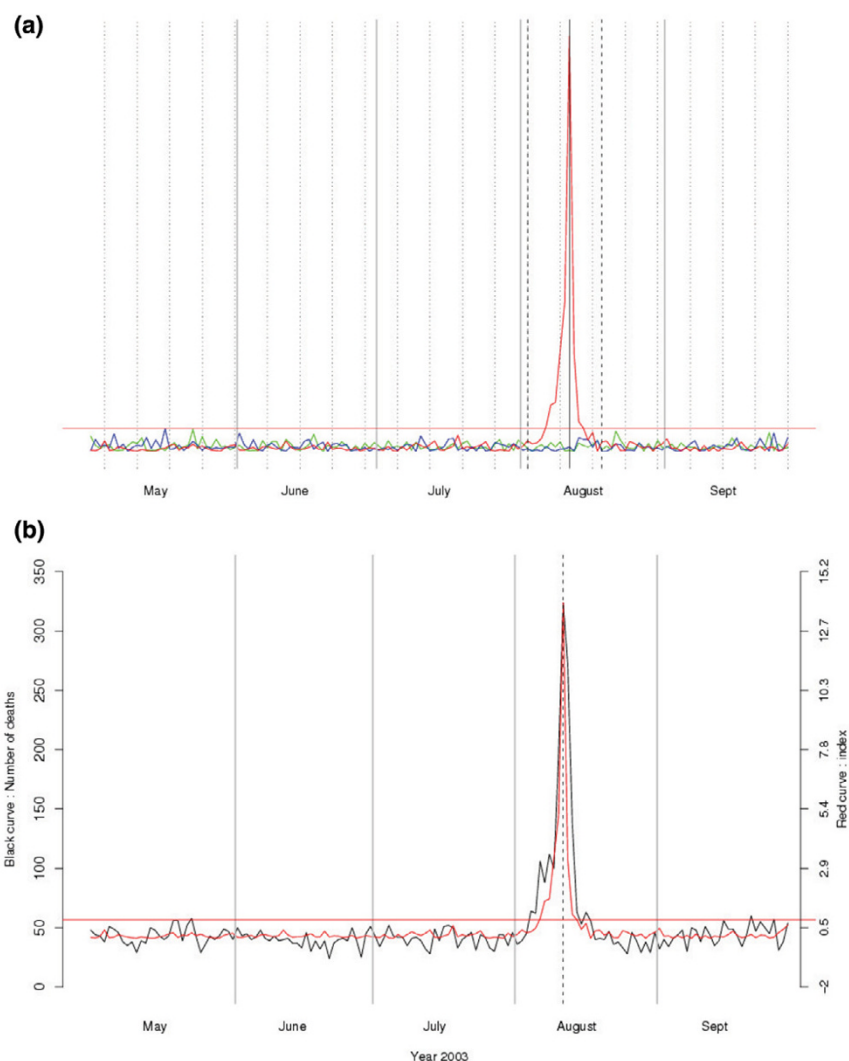 (a)
May June July August Sept
(b)
Black curve : Number of deaths
350
300
250
200
150
100
50
0
15.2
12.7
10.3
7.8
5.4
2.9
0.5
-2
Red curve : index
May June July August Sept
Year 2003